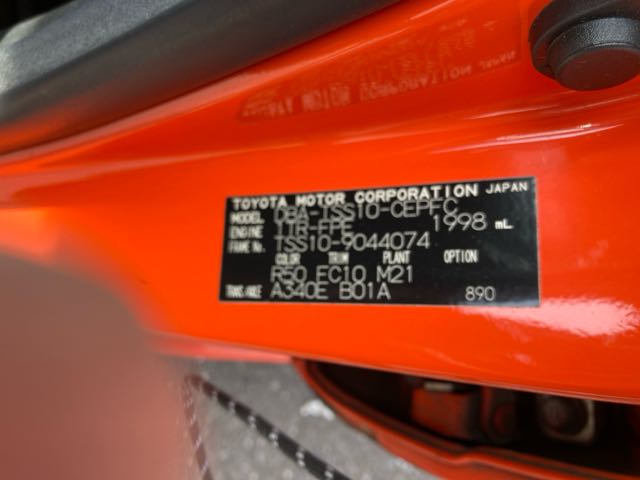 TOYOTA MOTOR CORPORATION JAPAN
MODEL DBA-TSS10-CEPFC
ENGINE 1TR-FPE 1998 mL
FRAME No. TSS10-9044074
COLOR TRIM PLANT OPTION
R50 FC10 M21
TRANS/AXLE A340E B01A 890